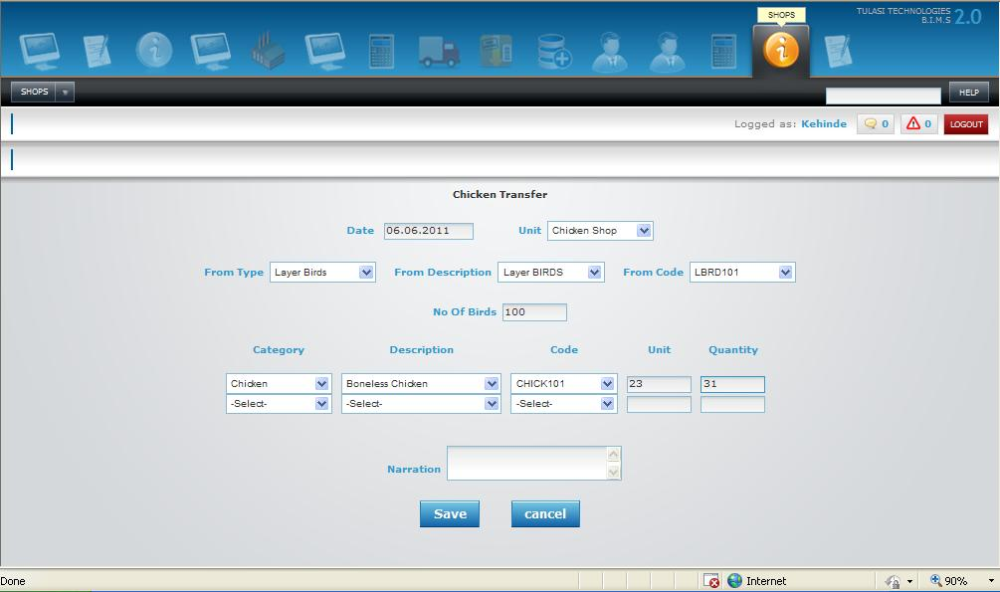 SHOPS
TULASI TECHNOLOGIES
B.I.M.S 2.0
SHOPS
HELP
Logged as: Kehinde 0 0 LOGOUT
Chicken Transfer
Date 06.06.2011 Unit Chicken Shop
From Type Layer Birds From Description Layer BIRDS From Code LBRD101
No Of Birds 100
Category Description Code Unit Quantity
Chicken Boneless Chicken CHICK101 23 31
-Select- -Select- -Select-
Narration
Save cancel
Done Internet 90%